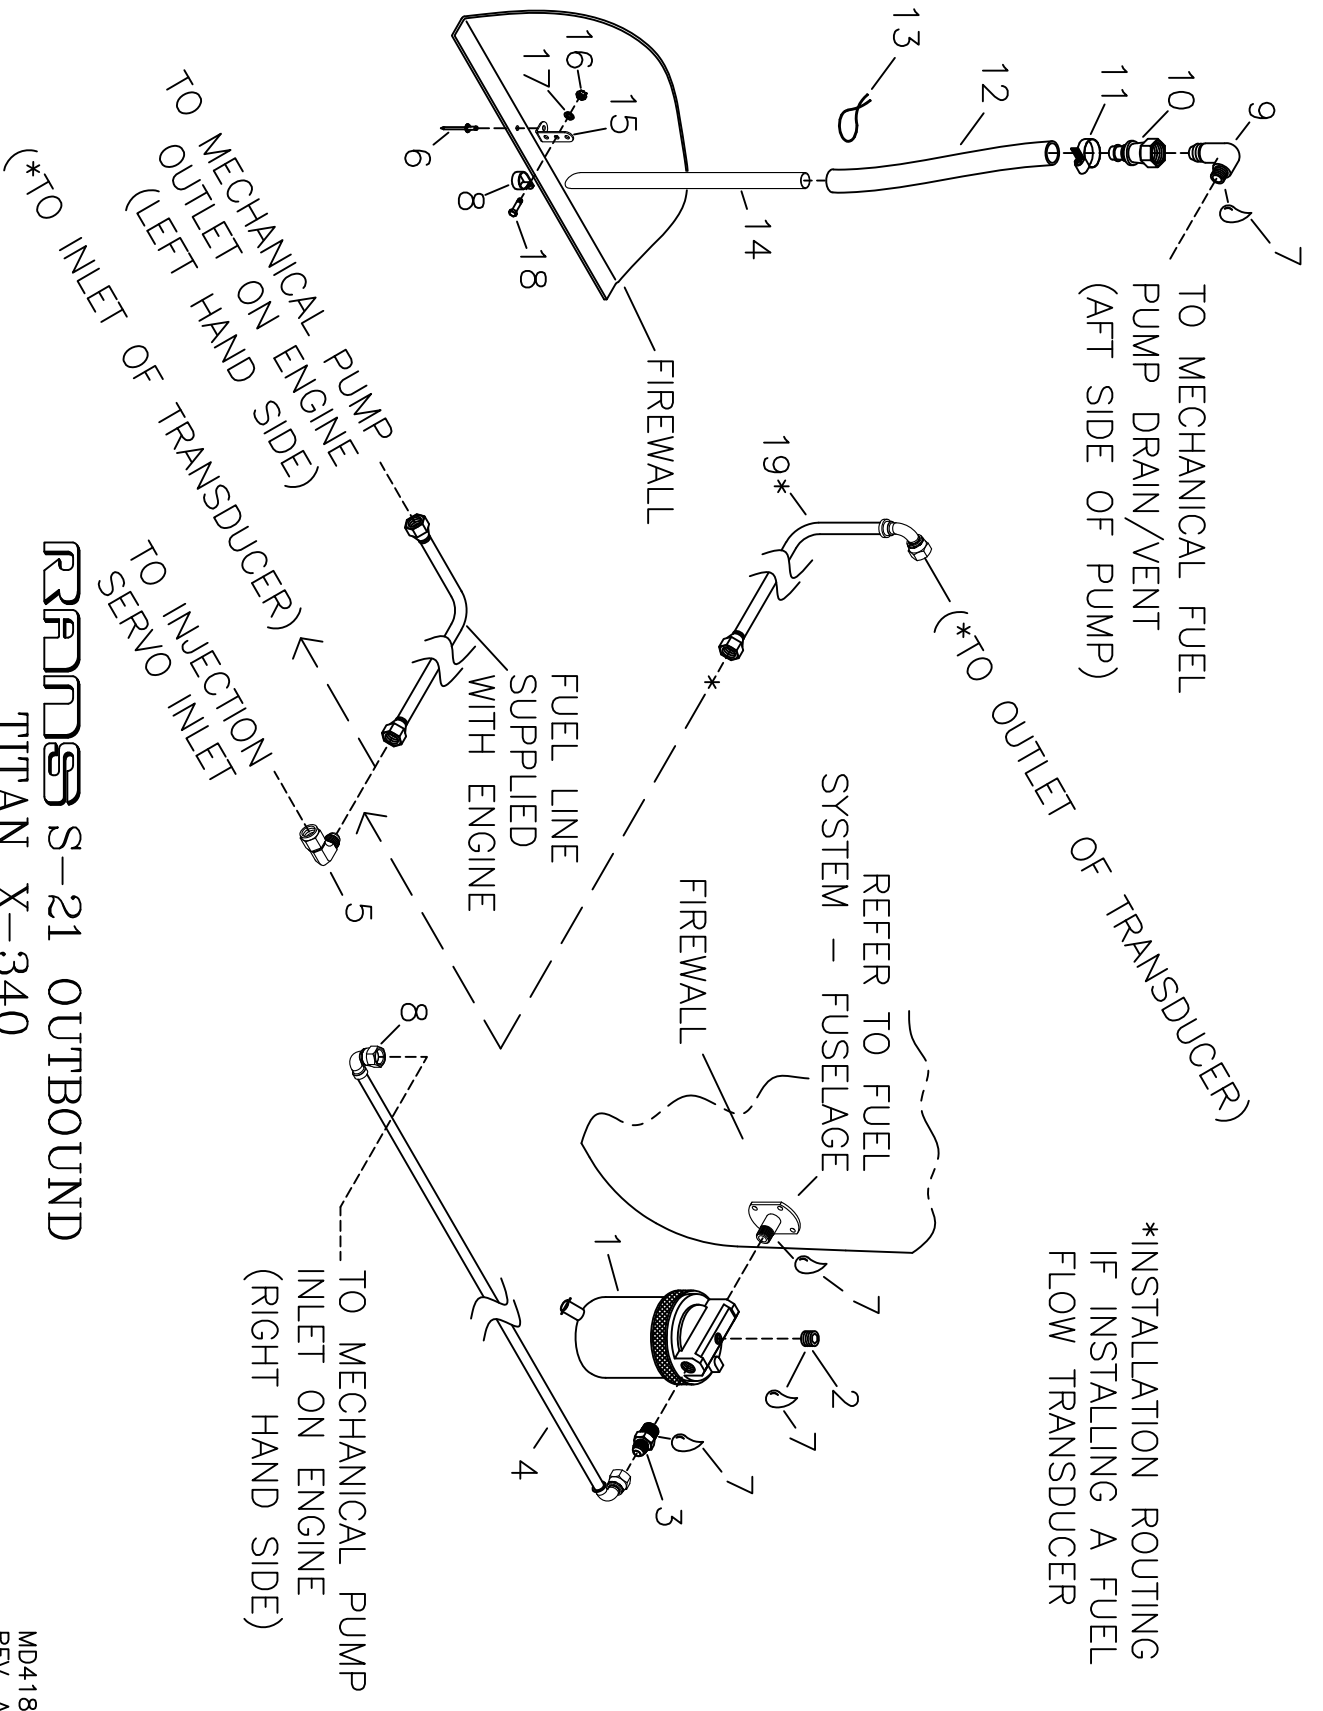 *INSTALLATION ROUTING
IF INSTALLING A FUEL
FLOW TRANSDUCER
9
7
10
11
12
13
TO MECHANICAL FUEL
PUMP DRAIN/VENT
(AFT SIDE OF PUMP)
14
16
17
15
6
8
18
FIREWALL
19*
(*TO OUTLET OF TRANSDUCER)
*
REFER TO FUEL
SYSTEM - FUSELAGE
FIREWALL
7
1
2
7
7
3
4
8
TO MECHANICAL PUMP
INLET ON ENGINE
(RIGHT HAND SIDE)
FUEL LINE
SUPPLIED
WITH ENGINE
5
TO MECHANICAL PUMP
OUTLET ON ENGINE
(LEFT HAND SIDE)
(*TO INLET OF TRANSDUCER)
TO INJECTION
SERVO INLET
RANS S-21 OUTBOUND
TITAN X-340
MD418
REV A